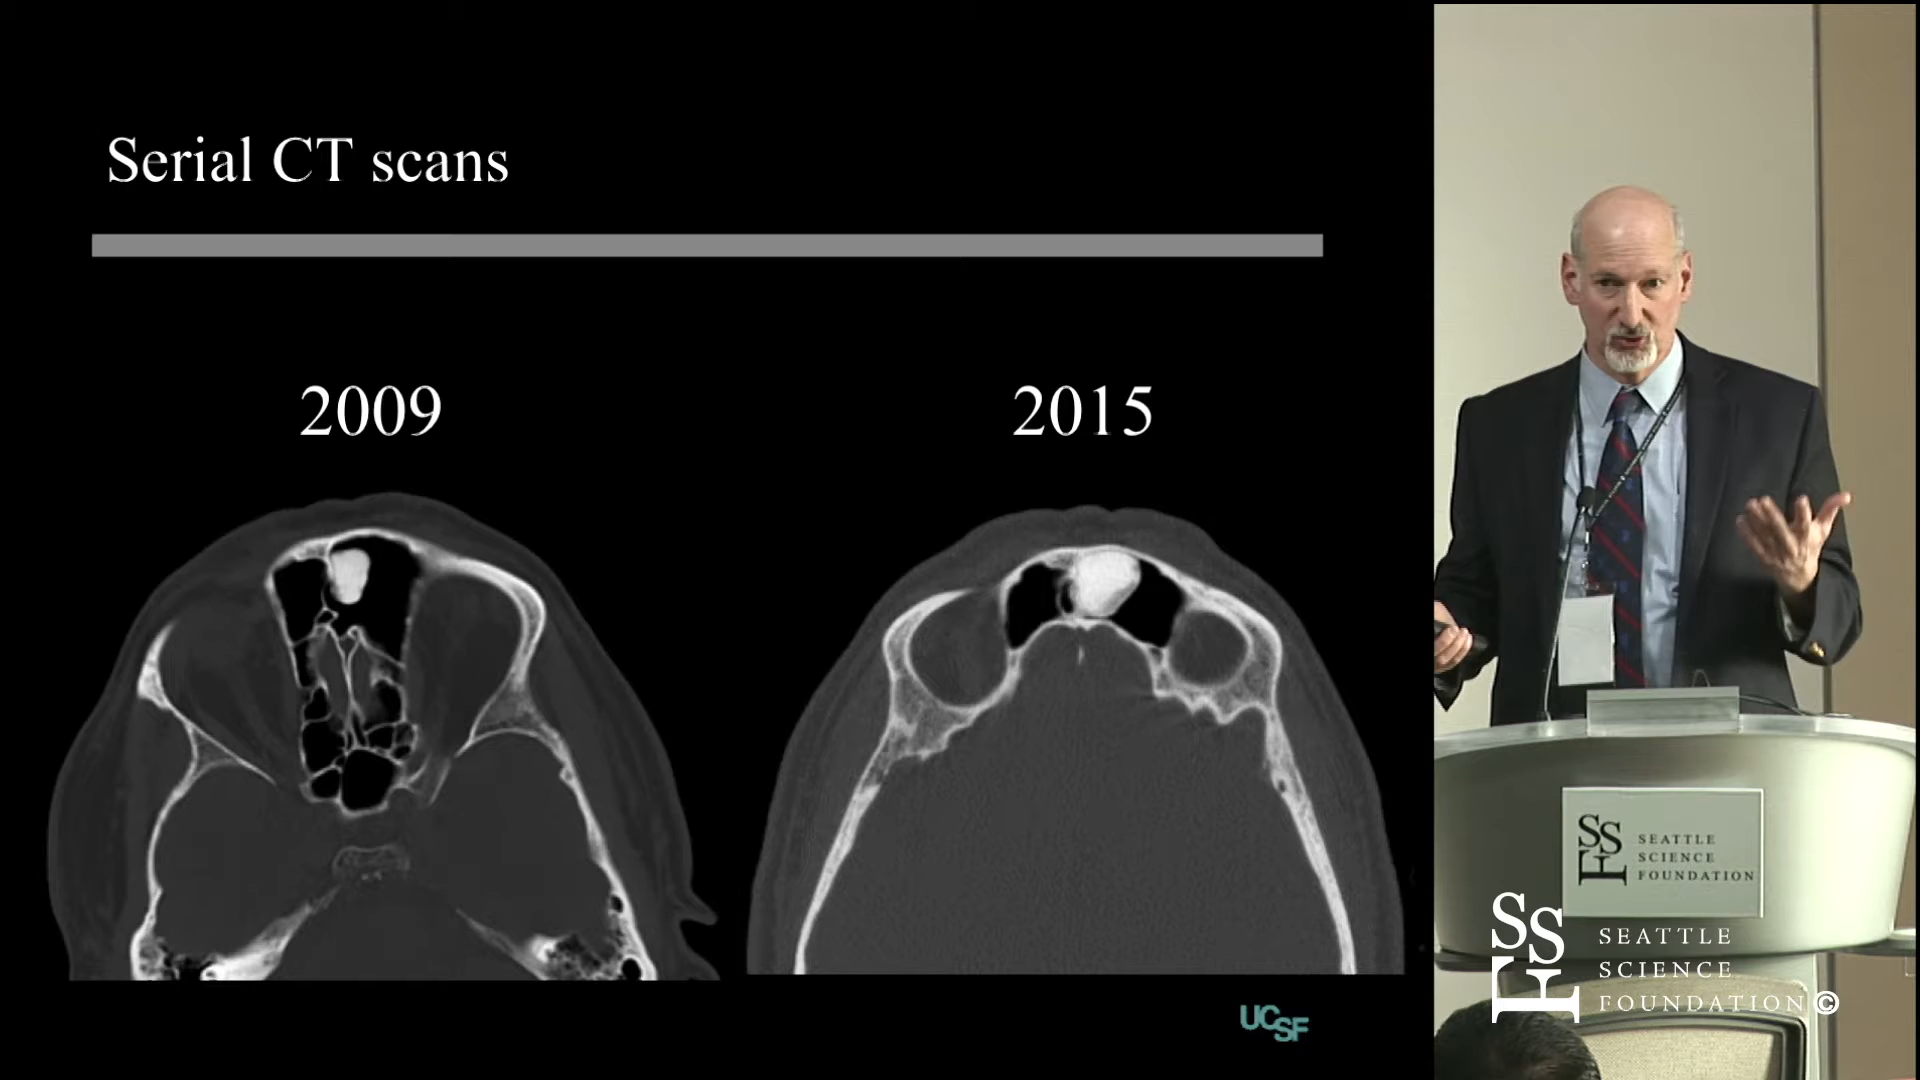 Serial CT scans
2009
2015
UCSF
SSF
SEATTLE
SCIENCE
FOUNDATION
SSF
SEATTLE
SCIENCE
FOUNDATION©